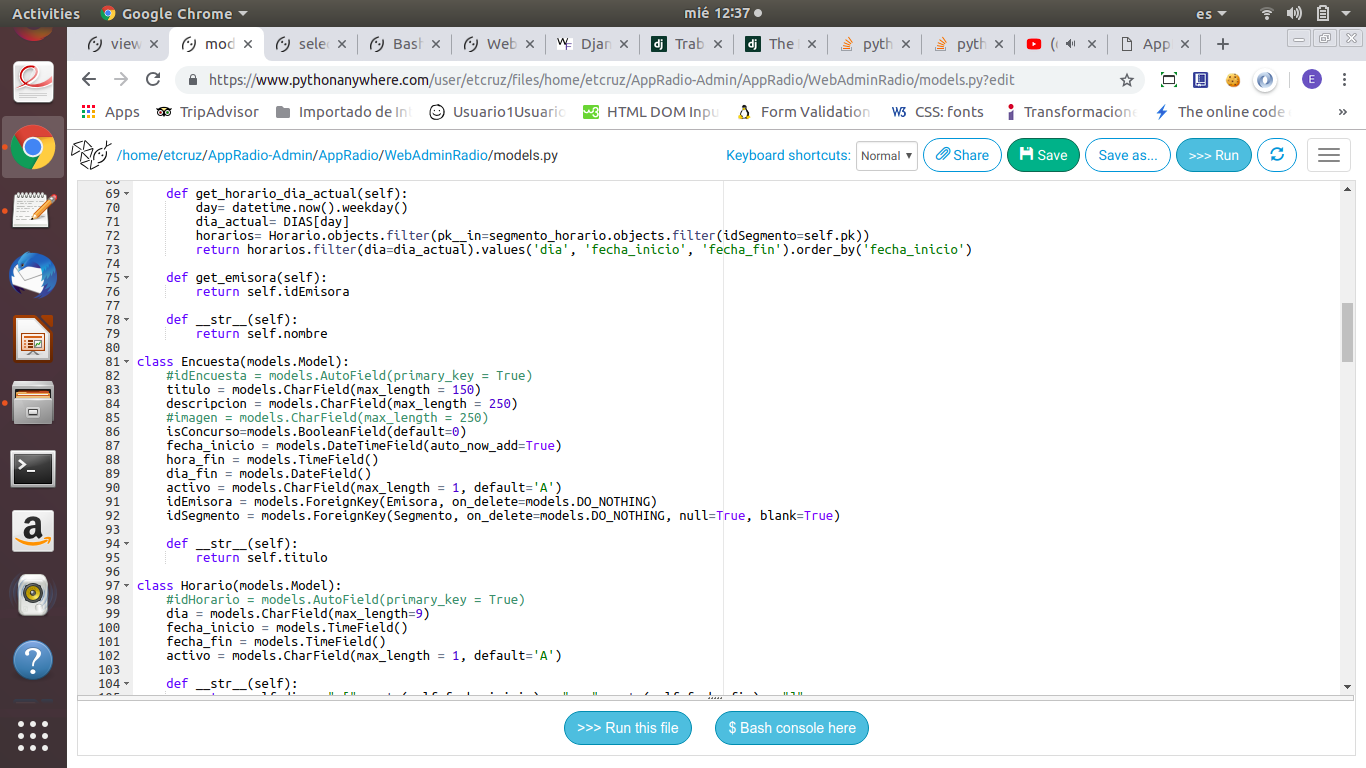 Activities Google Chrome mié 12:37 es
view mod selec Bash Web Djan Trab The pyth pyth ( App
https://www.pythonanywhere.com/user/etcruz/files/home/etcruz/AppRadio-Admin/AppRadio/WebAdminRadio/models.py?edit E
Apps TripAdvisor Importado de In Usuario1Usuario HTML DOM Inpu Form Validation W3 CSS: fonts Transformacione The online code »
/home/etcruz/AppRadio-Admin/AppRadio/WebAdminRadio/models.py Keyboard shortcuts: Normal Share Save Save as... >>> Run
68
69 def get_horario_dia_actual(self):
70 day= datetime.now().weekday()
71 dia_actual= DIAS[day]
72 horarios= Horario.objects.filter(pk__in=segmento_horario.objects.filter(idSegmento=self.pk))
73 return horarios.filter(dia=dia_actual).values('dia', 'fecha_inicio', 'fecha_fin').order_by('fecha_inicio')
74
75 def get_emisora(self):
76 return self.idEmisora
77
78 def __str__(self):
79 return self.nombre
80
81 class Encuesta(models.Model):
82 #idEncuesta = models.AutoField(primary_key = True)
83 titulo = models.CharField(max_length = 150)
84 descripcion = models.CharField(max_length = 250)
85 #imagen = models.CharField(max_length = 250)
86 isConcurso=models.BooleanField(default=0)
87 fecha_inicio = models.DateTimeField(auto_now_add=True)
88 hora_fin = models.TimeField()
89 dia_fin = models.DateField()
90 activo = models.CharField(max_length = 1, default='A')
91 idEmisora = models.ForeignKey(Emisora, on_delete=models.DO_NOTHING)
92 idSegmento = models.ForeignKey(Segmento, on_delete=models.DO_NOTHING, null=True, blank=True)
93
94 def __str__(self):
95 return self.titulo
96
97 class Horario(models.Model):
98 #idHorario = models.AutoField(primary_key = True)
99 dia = models.CharField(max_length=9)
100 fecha_inicio = models.TimeField()
101 fecha_fin = models.TimeField()
102 activo = models.CharField(max_length = 1, default='A')
103
104 def __str__(self):
>>> Run this file $ Bash console here